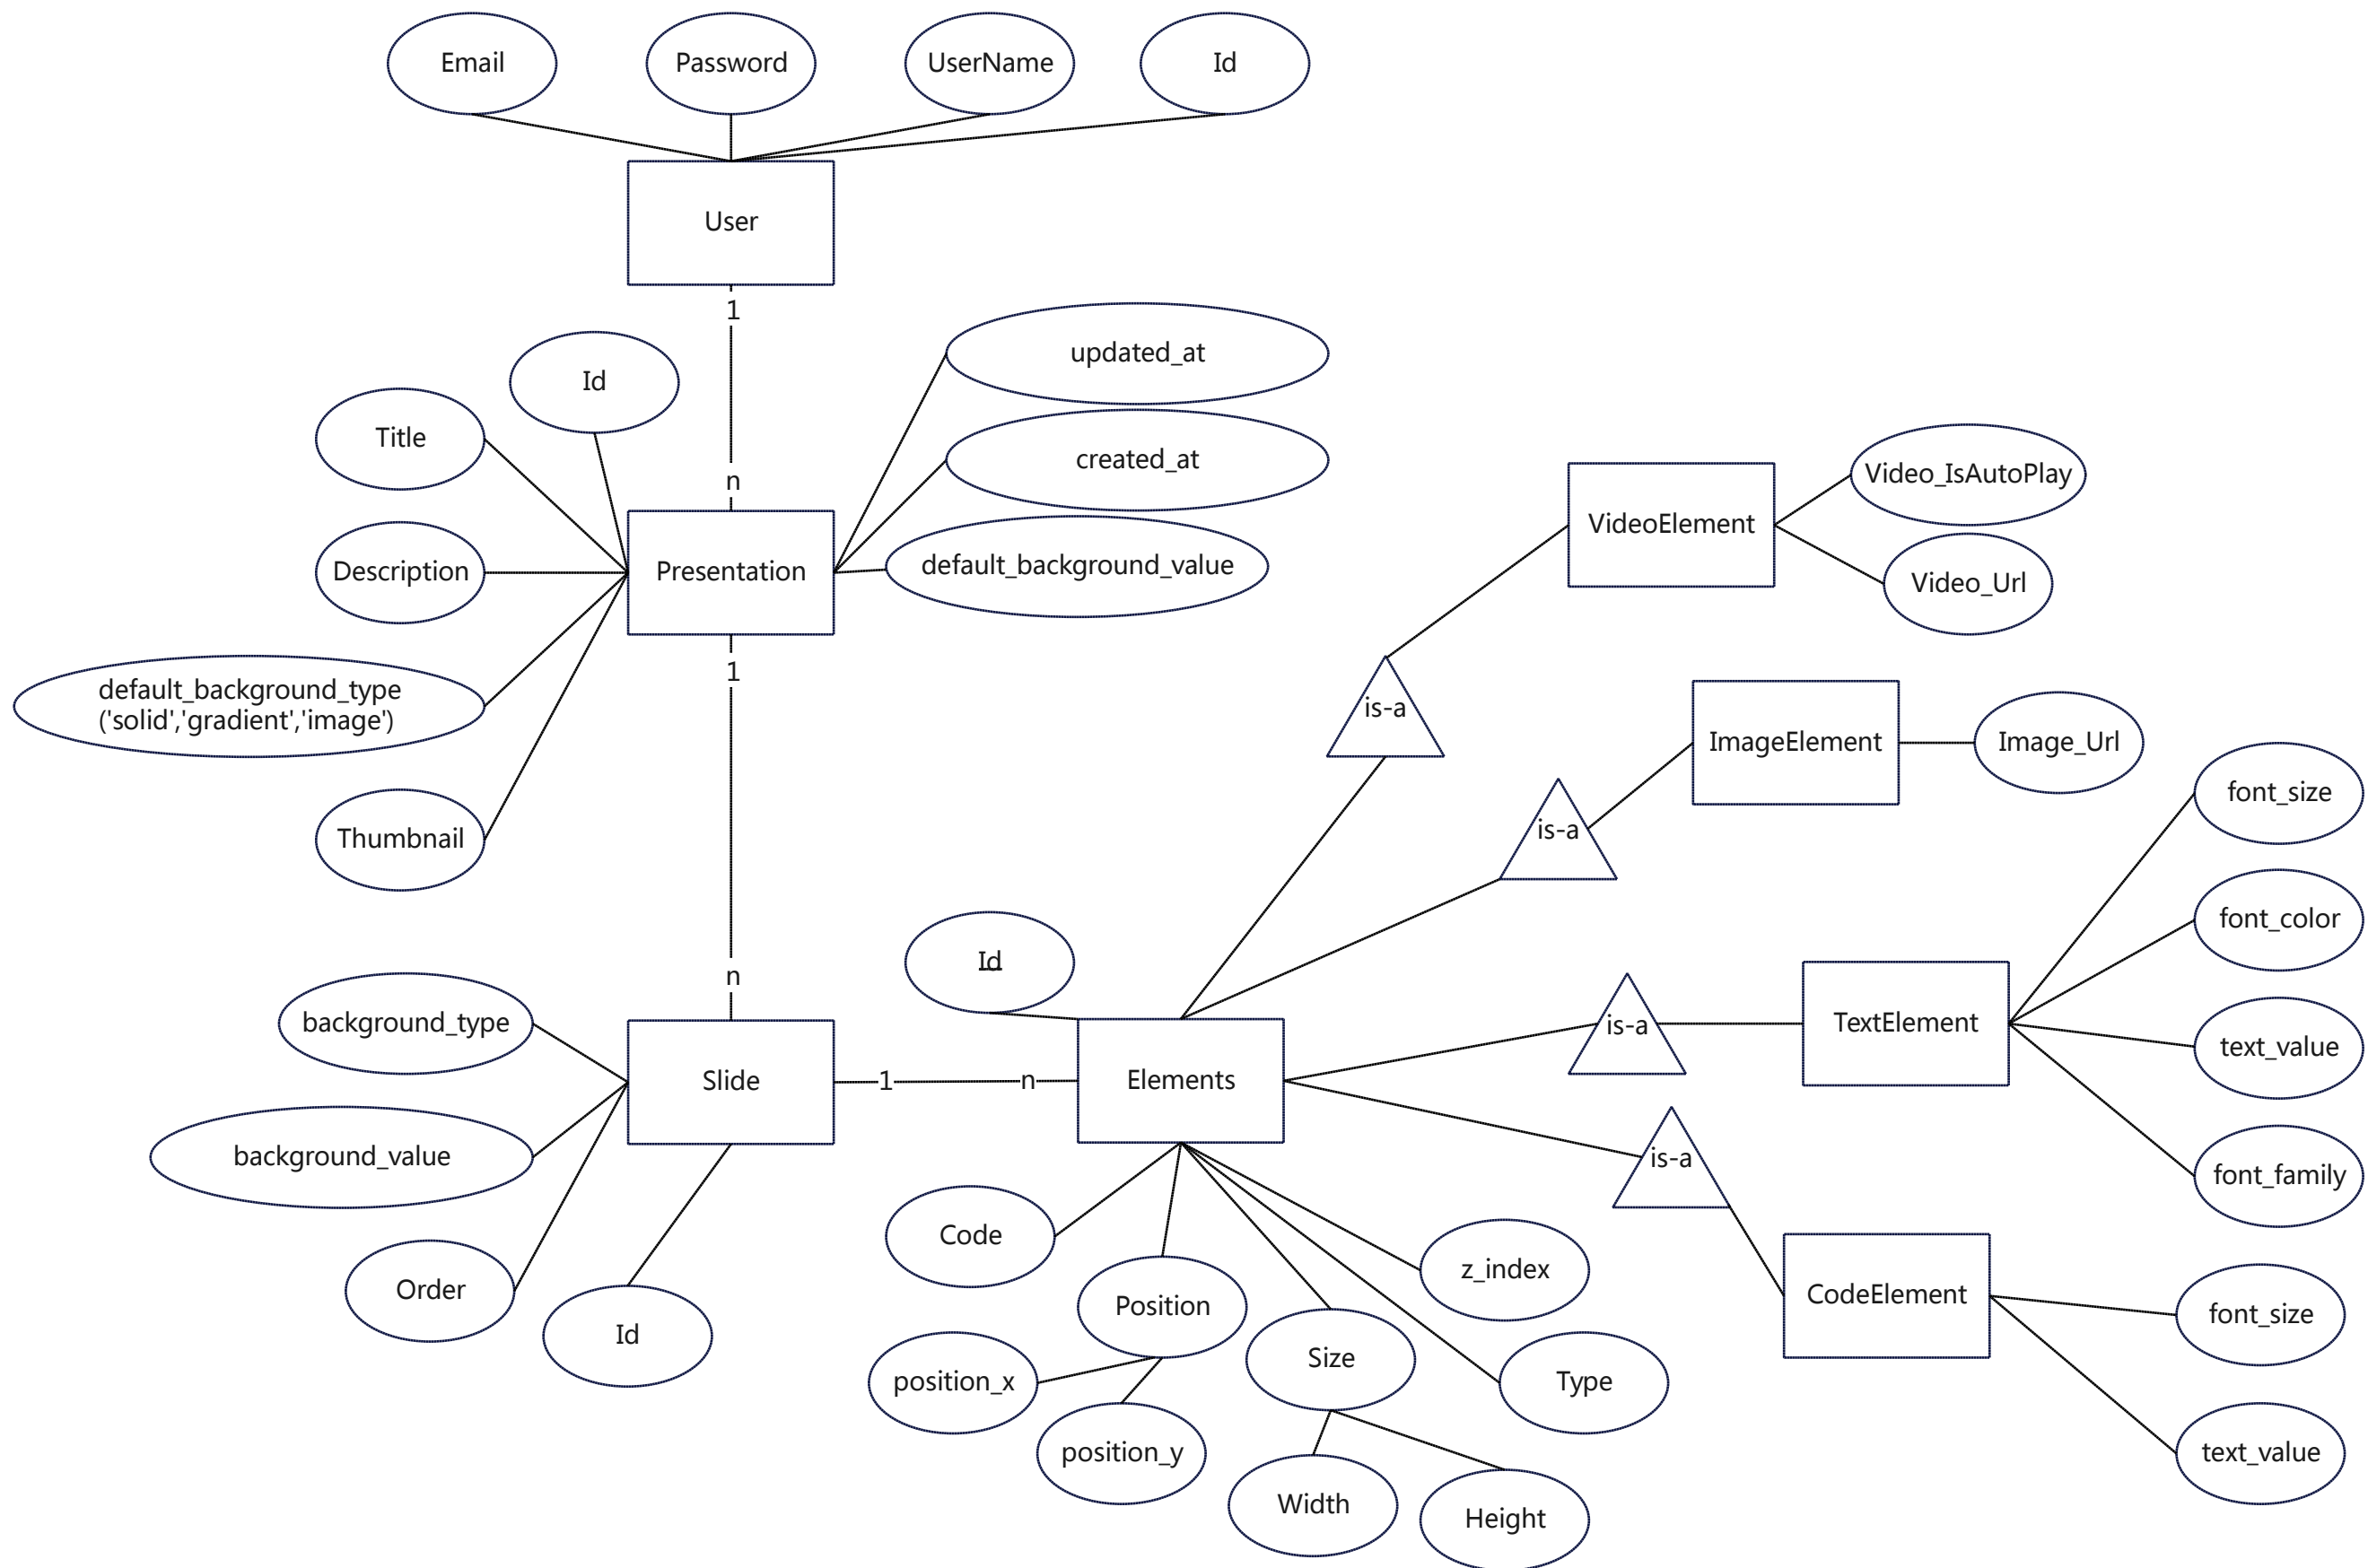 Email
Password
UserName
Id
User
1
n
Id
Title
Description
default_background_type
('solid','gradient','image')
Thumbnail
Presentation
updated_at
created_at
default_background_value
1
n
background_type
background_value
Order
Id
Slide
1
n
Id
Elements
Code
Position
position_x
position_y
Size
Width
Height
z_index
Type
is-a
VideoElement
Video_IsAutoPlay
Video_Url
is-a
ImageElement
Image_Url
is-a
TextElement
font_size
font_color
text_value
font_family
is-a
CodeElement
font_size
text_value